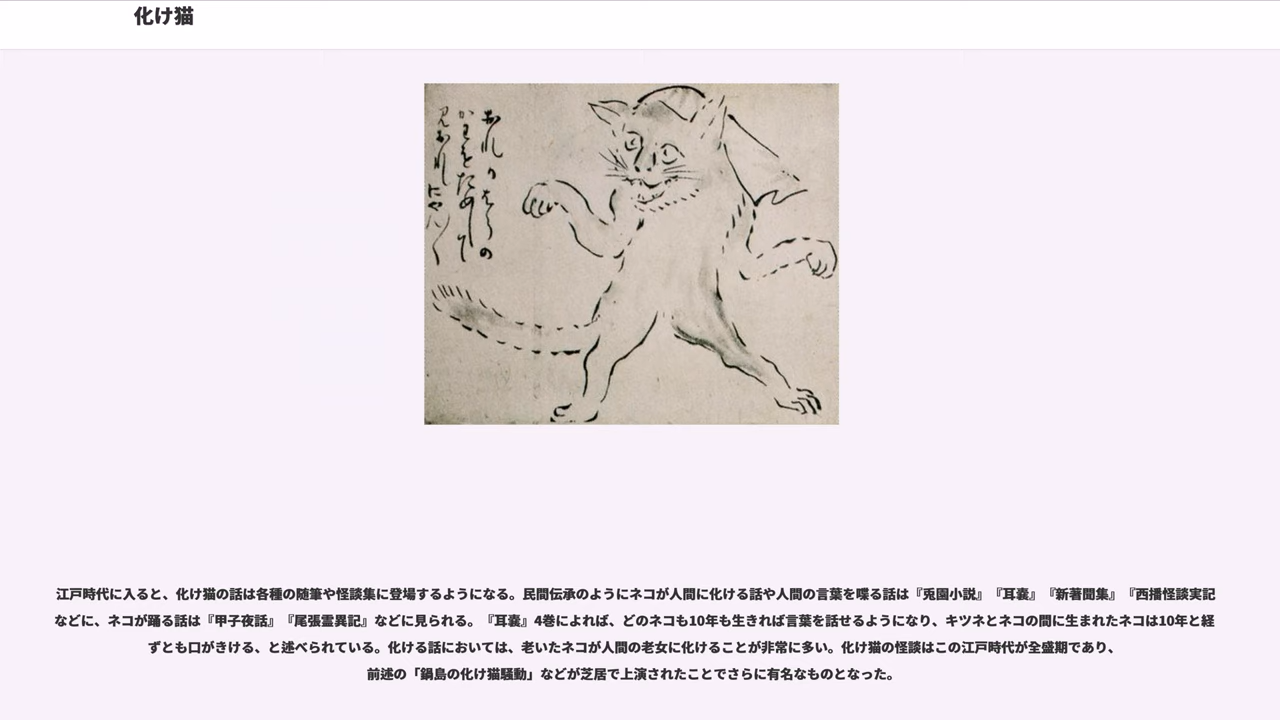 化け猫
江戸時代に入ると、化け猫の話は各種の随筆や怪談集に登場するようになる。民間伝承のようにネコが人間に化ける話や人間の言葉を喋る話は『兎園小説』『耳嚢』『新著聞集』『西播怪談実記
などに、ネコが踊る話は『甲子夜話』『尾張霊異記』などに見られる。『耳嚢』4巻によれば、どのネコも10年も生きれば言葉を話せるようになり、キツネとネコの間に生まれたネコは10年と経
ずとも口がきける、と述べられている。化ける話においては、老いたネコが人間の老女に化けることが非常に多い。化け猫の怪談はこの江戸時代が全盛期であり、
前述の「鍋島の化け猫騒動」などが芝居で上演されたことでさらに有名なものとなった。